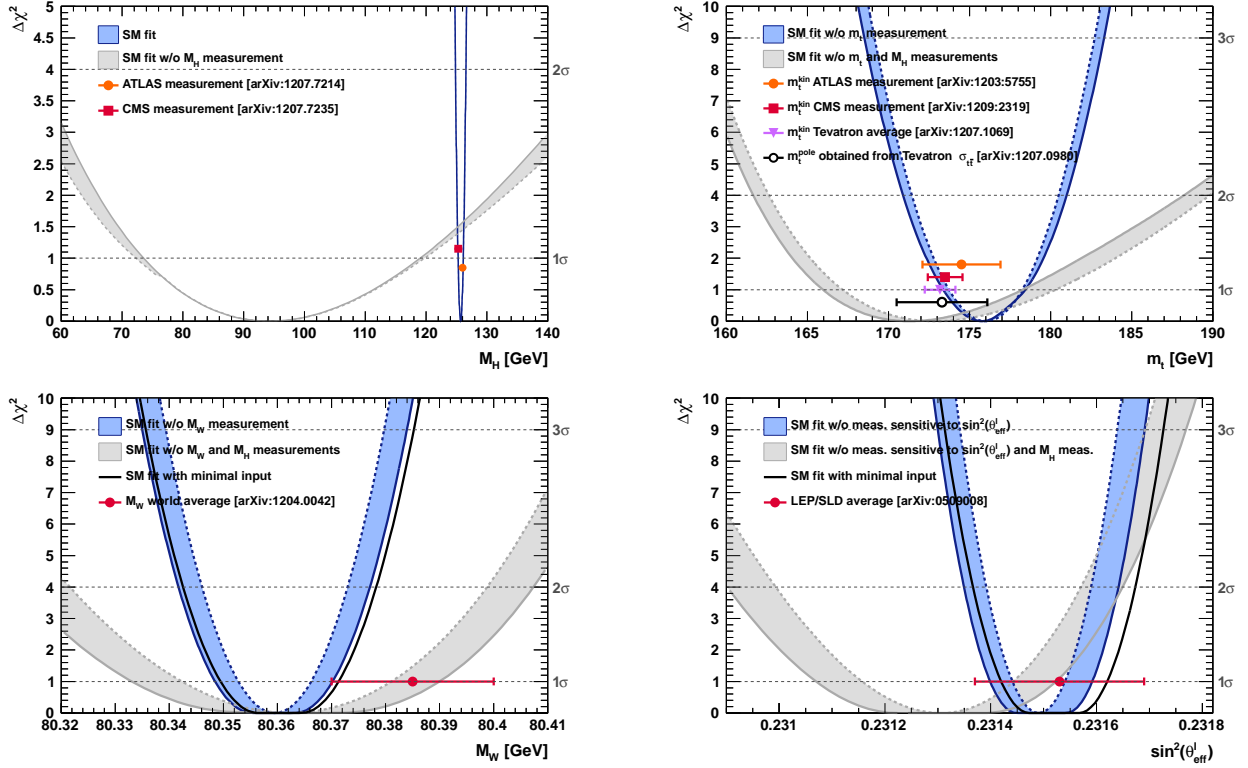 Δχ²
5
4.5
4
3.5
3
2.5
2
1.5
1
0.5
0
SM fit
SM fit w/o M_H measurement
ATLAS measurement [arXiv:1207.7214]
CMS measurement [arXiv:1207.7235]
2σ
1σ
60 70 80 90 100 110 120 130 140
M_H [GeV]
Δχ²
10
9
8
7
6
5
4
3
2
1
0
SM fit w/o m_t measurement
SM fit w/o m_t and M_H measurements
m_t^kin ATLAS measurement [arXiv:1203:5755]
m_t^kin CMS measurement [arXiv:1209:2319]
m_t^kin Tevatron average [arXiv:1207.1069]
m_t^pole obtained from Tevatron σ_tt̄ [arXiv:1207.0980]
3σ
2σ
1σ
160 165 170 175 180 185 190
m_t [GeV]
Δχ²
10
9
8
7
6
5
4
3
2
1
0
SM fit w/o M_W measurement
SM fit w/o M_W and M_H measurements
SM fit with minimal input
M_W world average [arXiv:1204.0042]
3σ
2σ
1σ
80.32 80.33 80.34 80.35 80.36 80.37 80.38 80.39 80.4 80.41
M_W [GeV]
Δχ²
10
9
8
7
6
5
4
3
2
1
0
SM fit w/o meas. sensitive to sin²(θ^l_eff)
SM fit w/o meas. sensitive to sin²(θ^l_eff) and M_H meas.
SM fit with minimal input
LEP/SLD average [arXiv:0509008]
3σ
2σ
1σ
0.231 0.2312 0.2314 0.2316 0.2318
sin²(θ^l_eff)